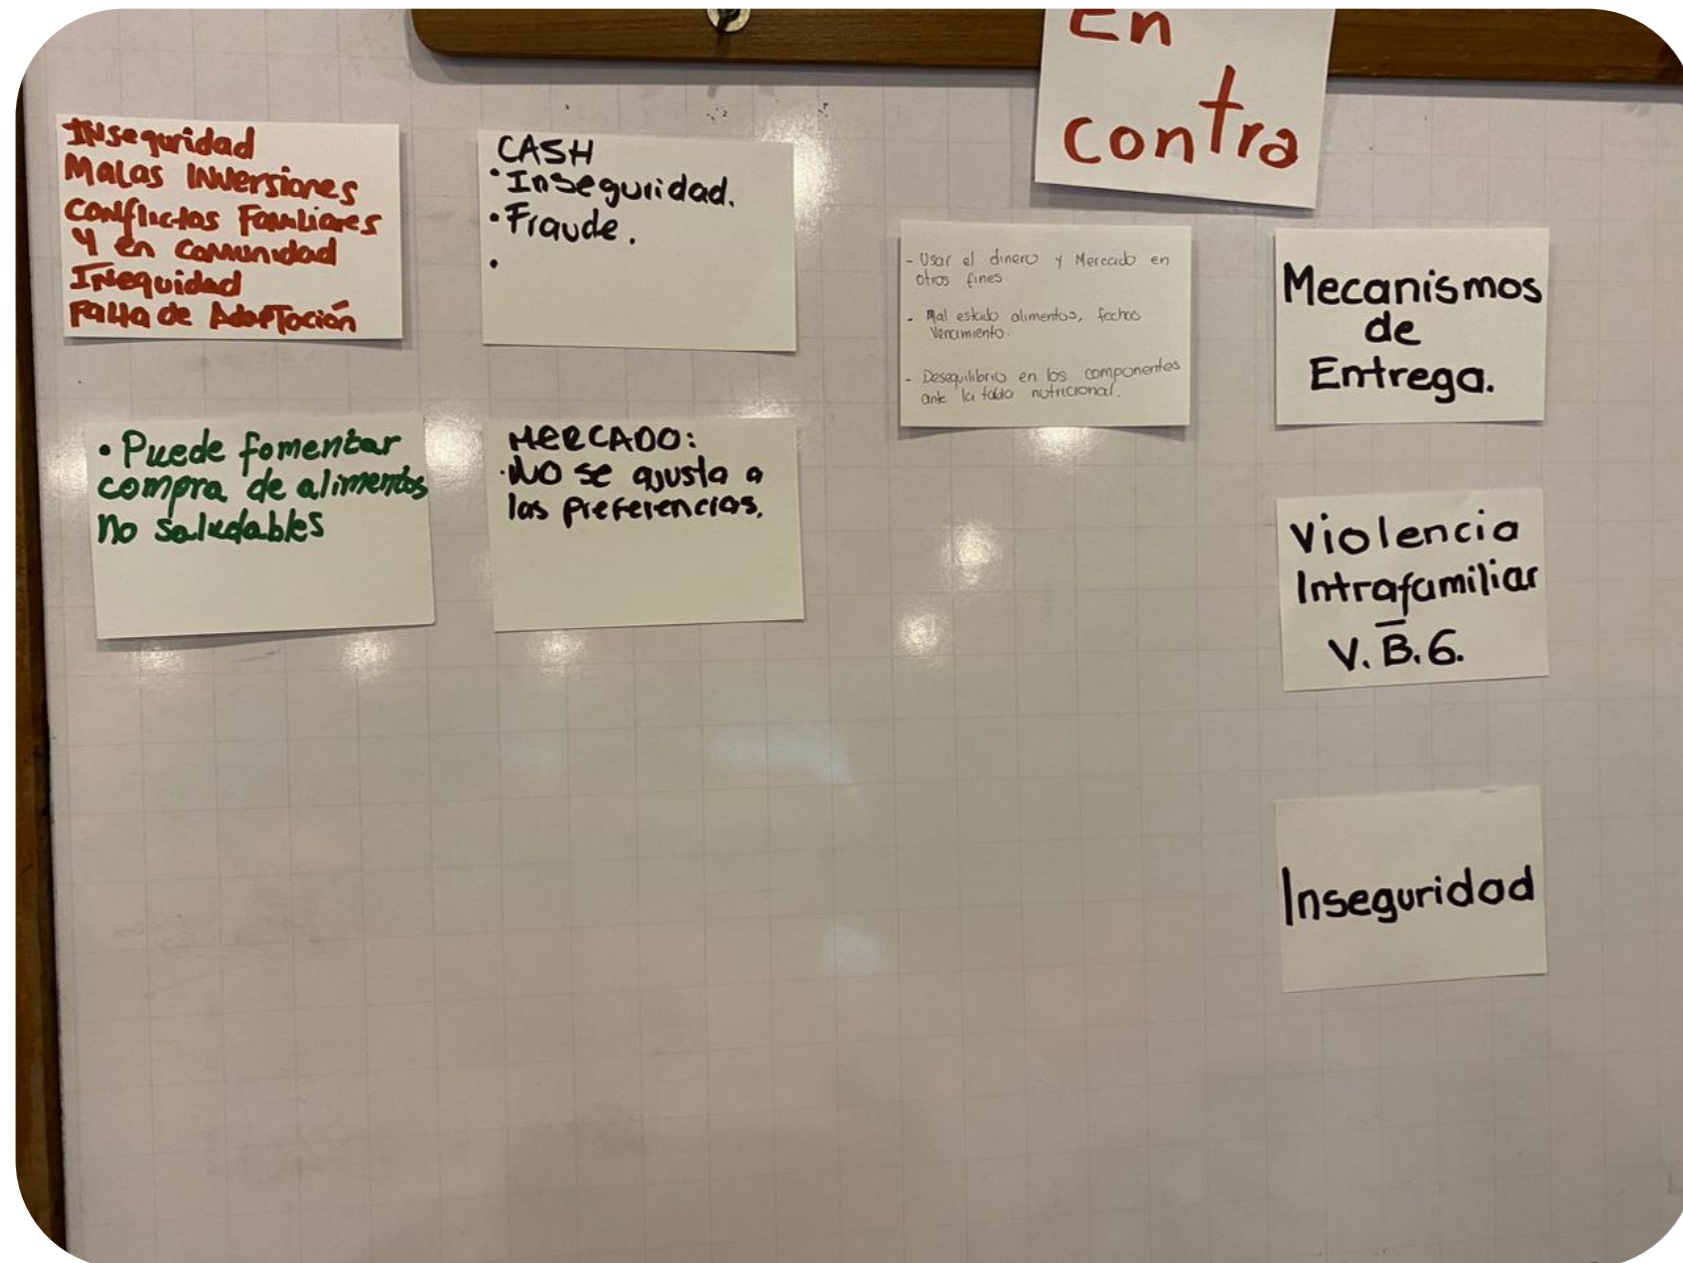 En
contra
Inseguridad
Malas Inversiones
Conflictos Familiares
Y en Comunidad
Inequidad
Falta de Adaptación
CASH
• Inseguridad.
• Fraude.
•
- Usar el dinero y Mercado en
otros fines
- Mal estado alimentos, fechas
Vencimiento.
- Desequilibrio en los componentes
ante la tabla nutricional.
Mecanismos
de
Entrega.
• Puede fomentar
compra de alimentos
no saludables
MERCADO:
• NO se ajusta a
las preferencias.
Violencia
Intrafamiliar
V.B.G.
Inseguridad